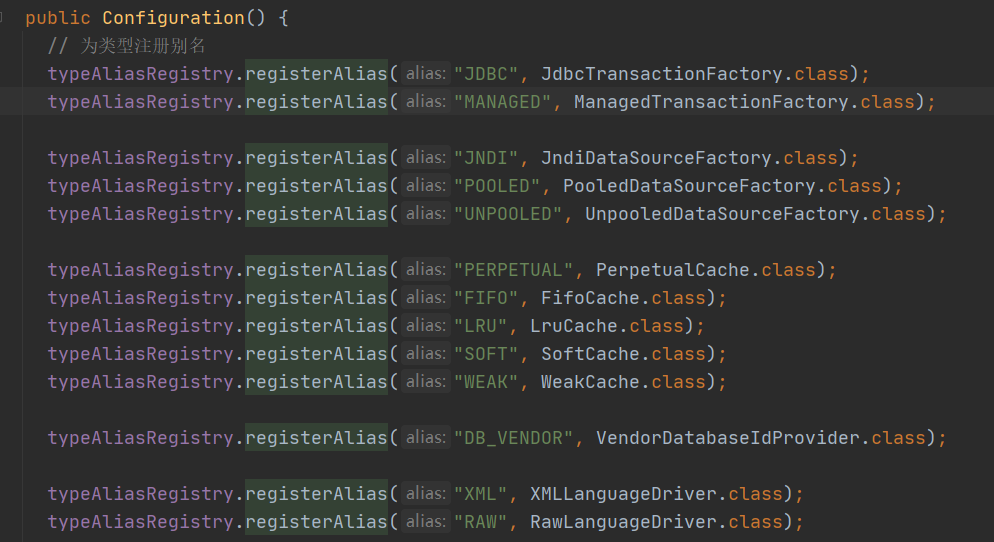 public Configuration() {
// 为类型注册别名
typeAliasRegistry.registerAlias( alias: "JDBC", JdbcTransactionFactory.class);
typeAliasRegistry.registerAlias( alias: "MANAGED", ManagedTransactionFactory.class);
typeAliasRegistry.registerAlias( alias: "JNDI", JndiDataSourceFactory.class);
typeAliasRegistry.registerAlias( alias: "POOLED", PooledDataSourceFactory.class);
typeAliasRegistry.registerAlias( alias: "UNPOOLED", UnpooledDataSourceFactory.class);
typeAliasRegistry.registerAlias( alias: "PERPETUAL", PerpetualCache.class);
typeAliasRegistry.registerAlias( alias: "FIFO", FifoCache.class);
typeAliasRegistry.registerAlias( alias: "LRU", LruCache.class);
typeAliasRegistry.registerAlias( alias: "SOFT", SoftCache.class);
typeAliasRegistry.registerAlias( alias: "WEAK", WeakCache.class);
typeAliasRegistry.registerAlias( alias: "DB_VENDOR", VendorDatabaseIdProvider.class);
typeAliasRegistry.registerAlias( alias: "XML", XMLLanguageDriver.class);
typeAliasRegistry.registerAlias( alias: "RAW", RawLanguageDriver.class);